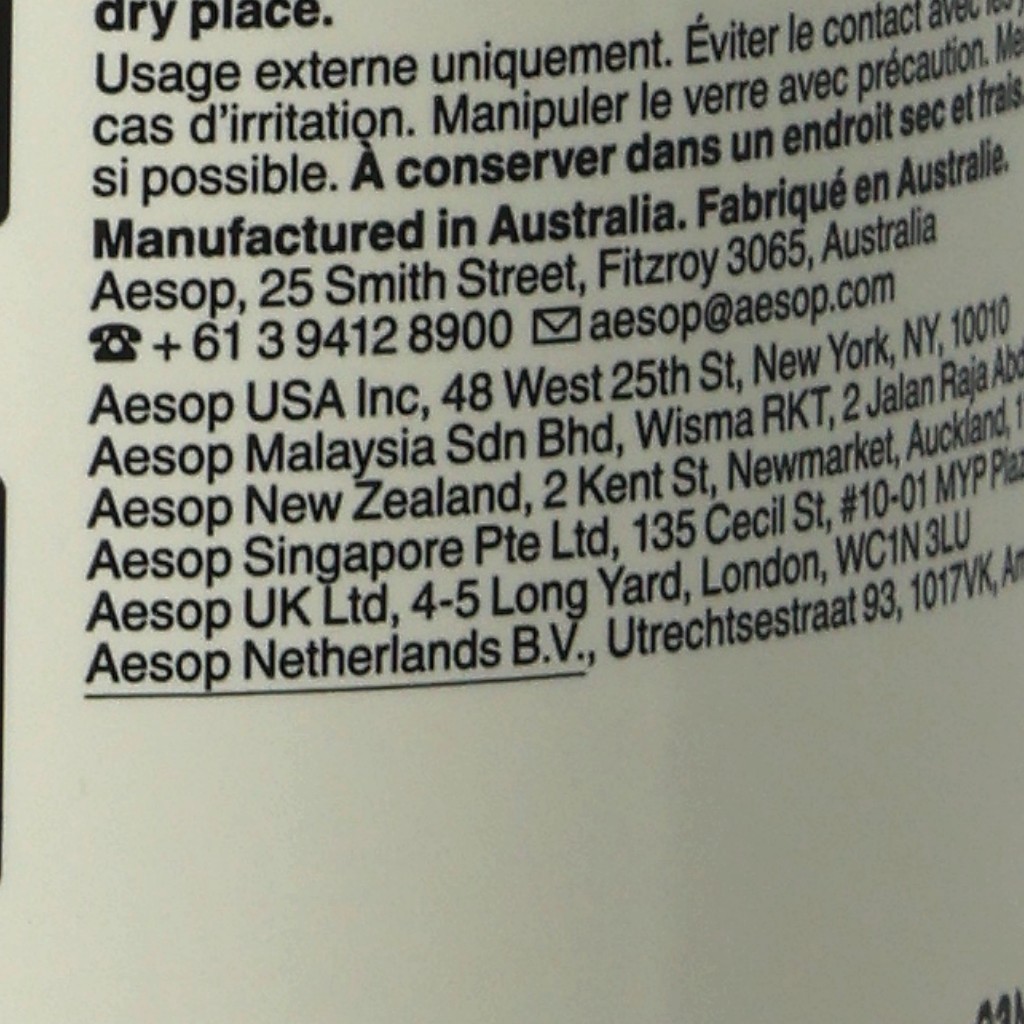 dry place.
Usage externe uniquement. Éviter le contact avec les
cas d'irritation. Manipuler le verre avec précaution.
si possible. À conserver dans un endroit sec et frais.
Manufactured in Australia. Fabriqué en Australie.
Aesop, 25 Smith Street, Fitzroy 3065, Australia
☎ + 61 3 9412 8900 ✉ aesop@aesop.com
Aesop USA Inc, 48 West 25th St, New York, NY, 10010
Aesop Malaysia Sdn Bhd, Wisma RKT, 2 Jalan Raja
Aesop New Zealand, 2 Kent St, Newmarket, Auckland,
Aesop Singapore Pte Ltd, 135 Cecil St, #10-01 MYP
Aesop UK Ltd, 4-5 Long Yard, London, WC1N 3LU
Aesop Netherlands B.V., Utrechtsestraat 93, 1017VK,